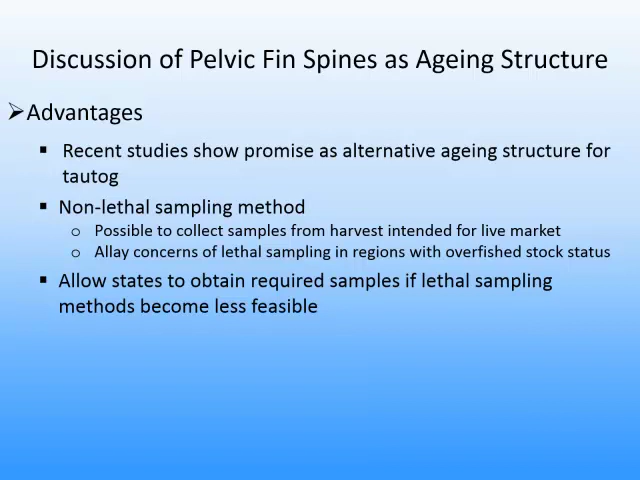 Discussion of Pelvic Fin Spines as Ageing Structure
➢Advantages
▪ Recent studies show promise as alternative ageing structure for
tautog
▪ Non-lethal sampling method
o Possible to collect samples from harvest intended for live market
o Allay concerns of lethal sampling in regions with overfished stock status
▪ Allow states to obtain required samples if lethal sampling
methods become less feasible